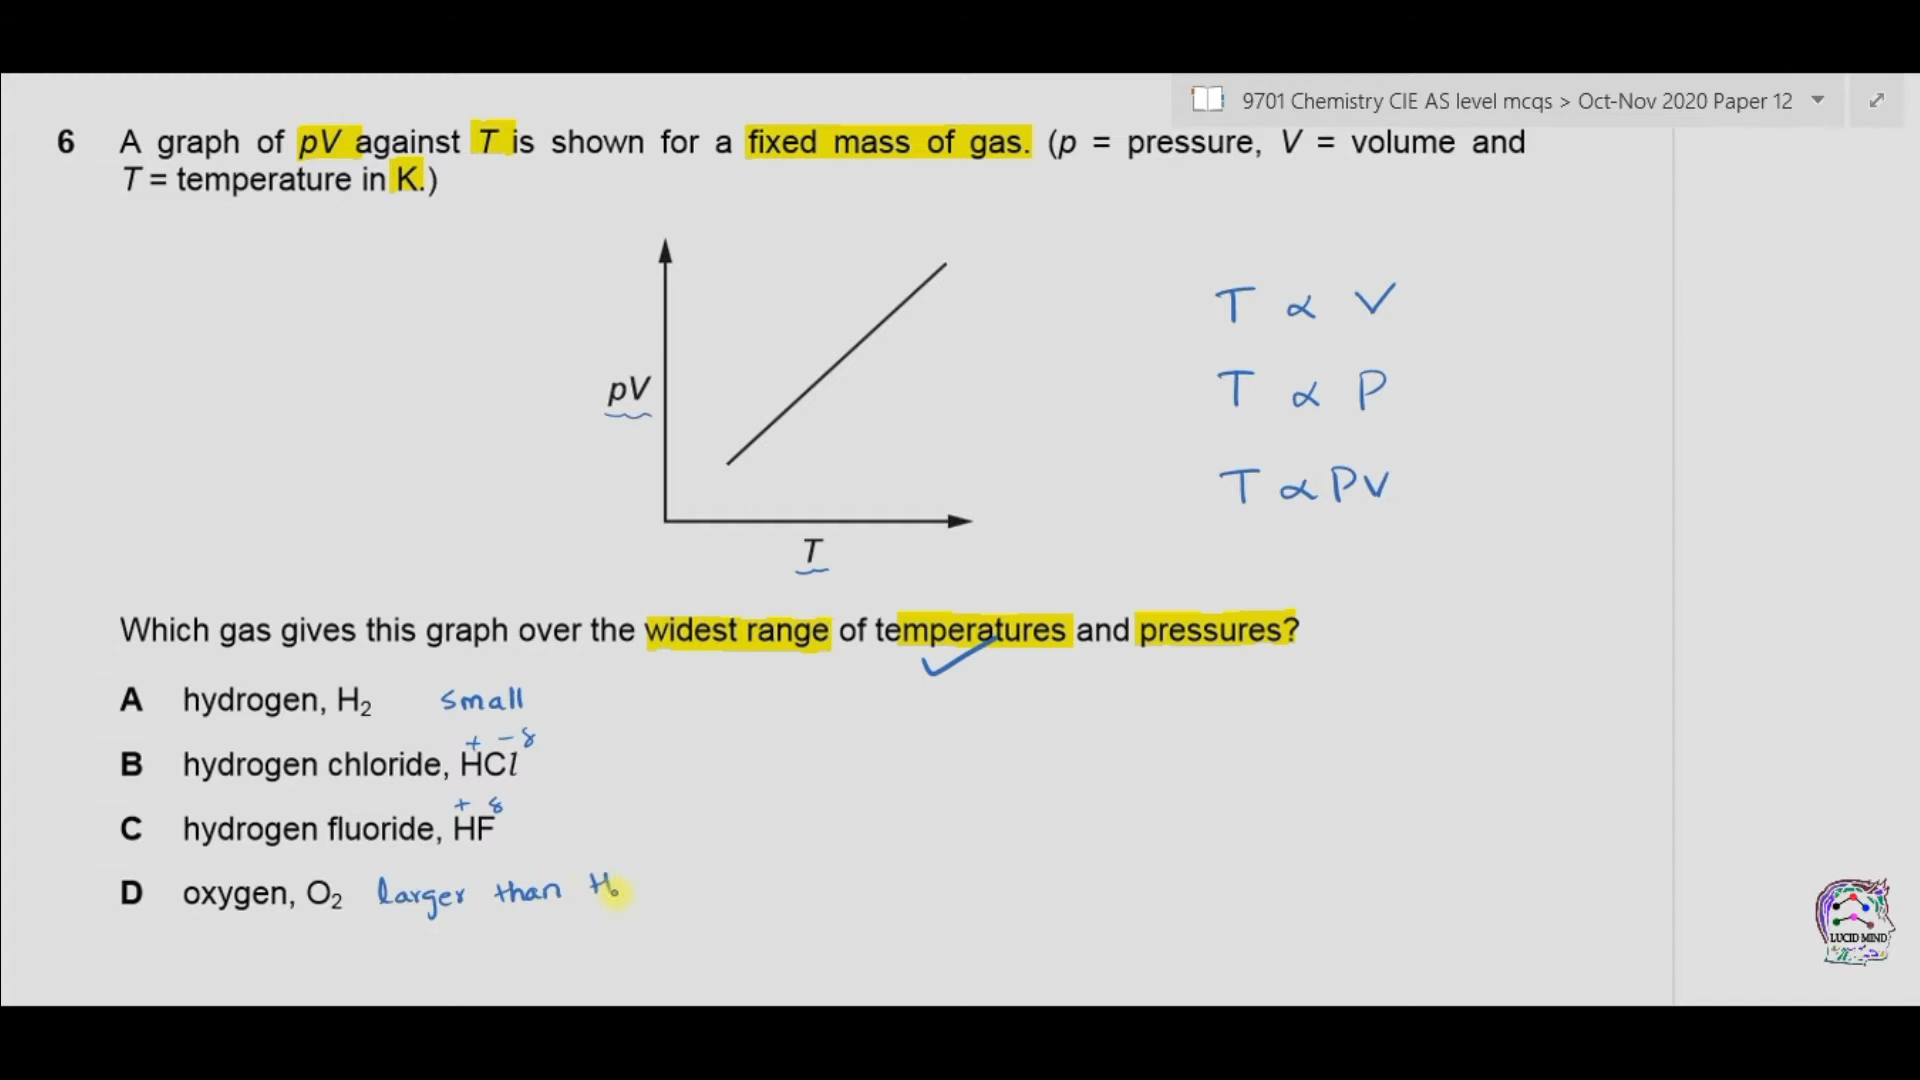 9701 Chemistry CIE AS level mcqs > Oct-Nov 2020 Paper 12
6 A graph of pV against T is shown for a fixed mass of gas. (p = pressure, V = volume and
T = temperature in K.)
T ∝ V
T ∝ P
pV
T ∝ PV
T
Which gas gives this graph over the widest range of temperatures and pressures?
A hydrogen, H₂ small
+ -δ
B hydrogen chloride, HCl
+ δ
C hydrogen fluoride, HF
D oxygen, O₂ larger than H
LUCID MIND